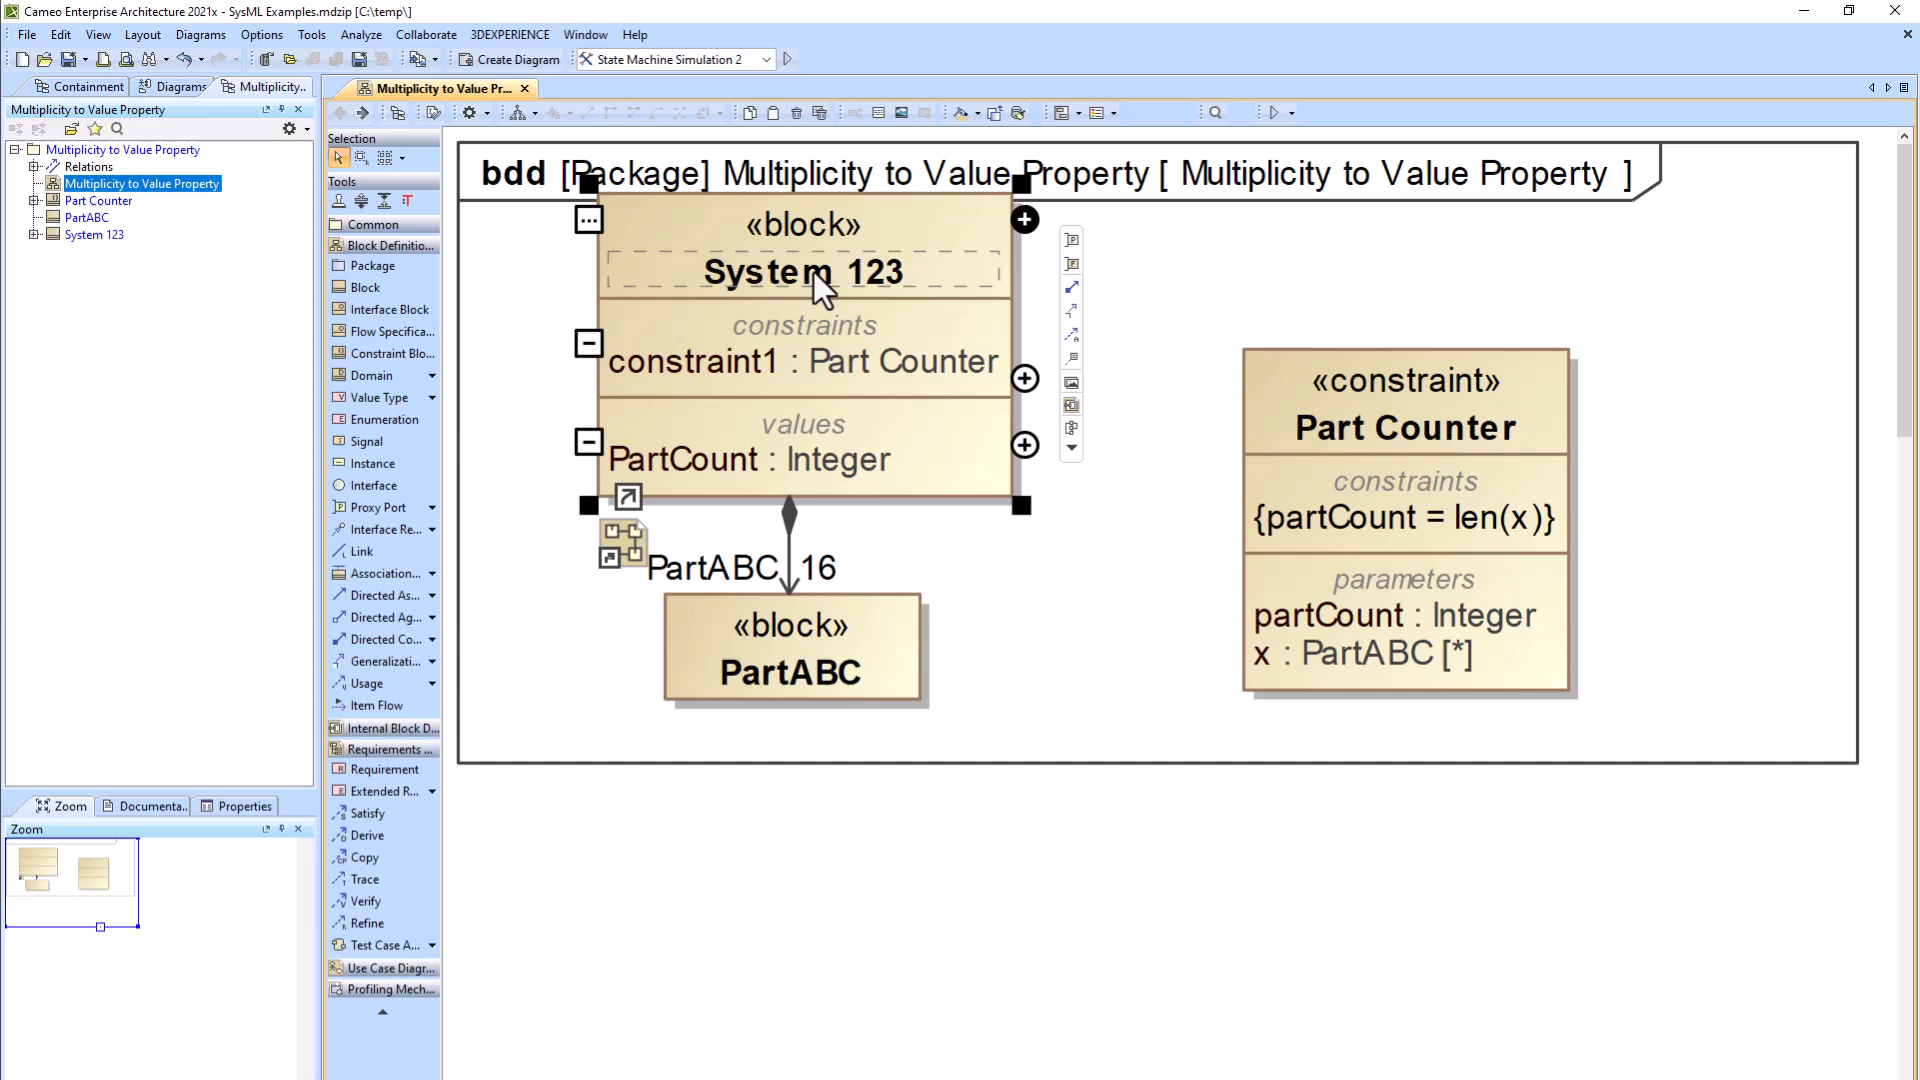 Cameo Enterprise Architecture 2021x - SysML Examples.mdzip [C:\temp\]
File Edit View Layout Diagrams Options Tools Analyze Collaborate 3DEXPERIENCE Window Help
Create Diagram State Machine Simulation 2
Containment Diagrams Multiplicity..
Multiplicity to Value Pr...
Multiplicity to Value Property
Multiplicity to Value Property
Relations
Multiplicity to Value Property
Part Counter
PartABC
System 123
Zoom Documenta.. Properties
Zoom
Selection
Tools
Common
Block Definitio...
Package
Block
Interface Block
Flow Specifica...
Constraint Blo...
Domain
Value Type
Enumeration
Signal
Instance
Interface
Proxy Port
Interface Re...
Link
Association...
Directed As...
Directed Ag...
Directed Co...
Generalizati...
Usage
Item Flow
Internal Block D...
Requirements ...
Requirement
Extended R...
Satisfy
Derive
Copy
Trace
Verify
Refine
Test Case A...
Use Case Diagr...
Profiling Mech...
bdd [Package] Multiplicity to Value Property [ Multiplicity to Value Property ]
«block»
System 123
constraints
constraint1 : Part Counter
values
PartCount : Integer
PartABC 16
«block»
PartABC
«constraint»
Part Counter
constraints
{partCount = len(x)}
parameters
partCount : Integer
x : PartABC [*]